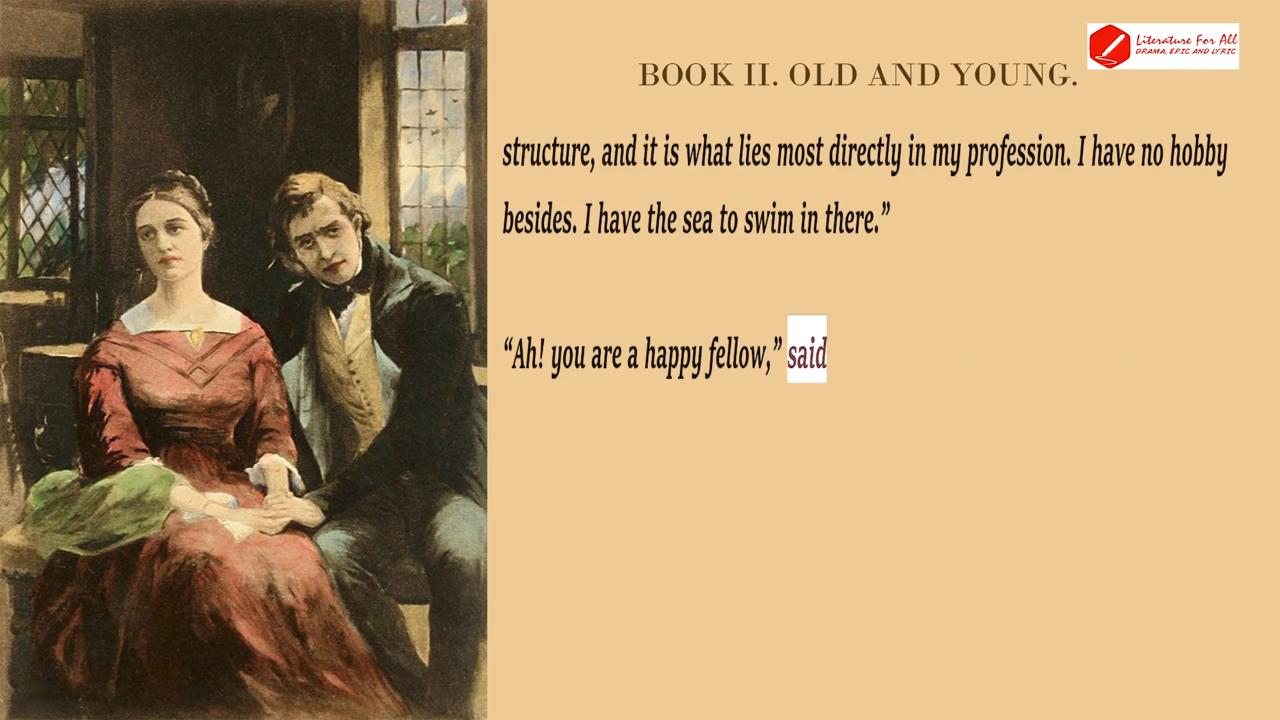 Literature For All
DRAMA, EPIC AND LYRIC
BOOK II. OLD AND YOUNG.
structure, and it is what lies most directly in my profession. I have no hobby
besides. I have the sea to swim in there.”
“Ah! you are a happy fellow,” said